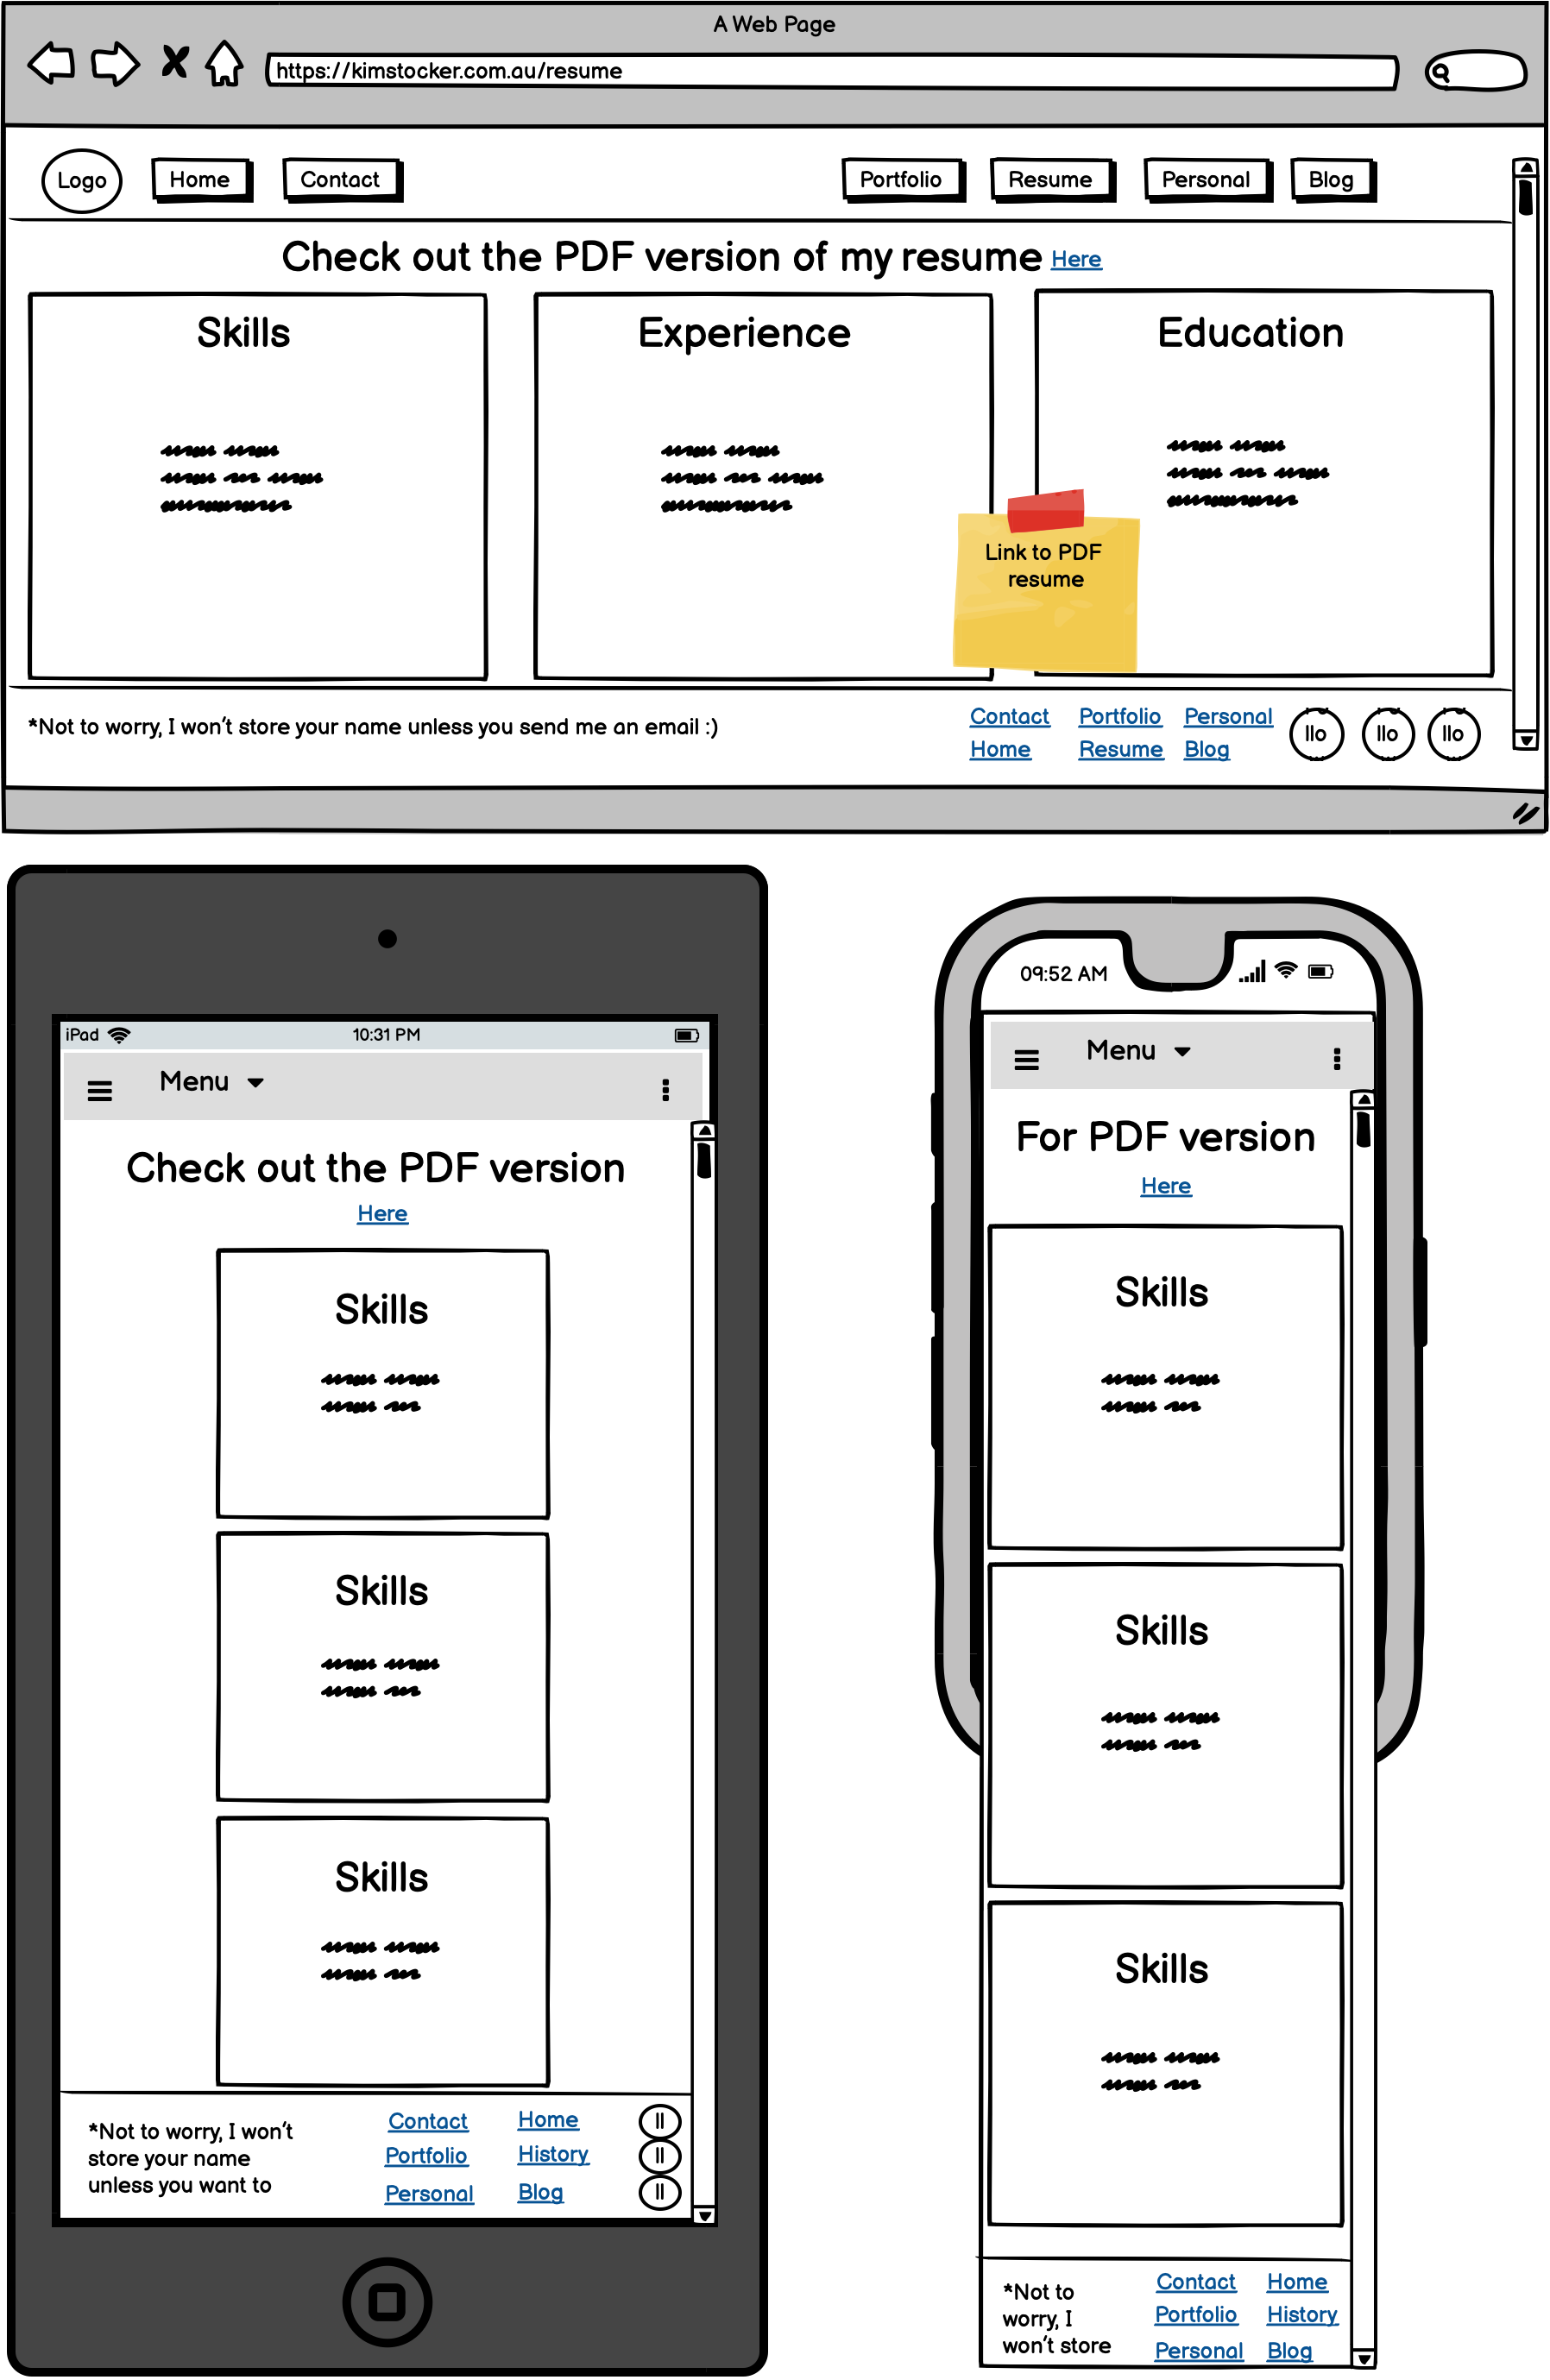 A Web Page
https://kimstocker.com.au/resume
Logo Home Contact Portfolio Resume Personal Blog
Check out the PDF version of my resume Here
Skills Experience Education
Link to PDF
resume
*Not to worry, I won't store your name unless you send me an email :)
Contact Portfolio Personal
Home Resume Blog
llo llo llo
iPad 10:31 PM
Menu
Check out the PDF version
Here
Skills
Skills
Skills
*Not to worry, I won't
store your name
unless you want to
Contact Home
Portfolio History
Personal Blog
ll
ll
ll
09:52 AM
Menu
For PDF version
Here
Skills
Skills
Skills
*Not to
worry, I
won't store
Contact Home
Portfolio History
Personal Blog